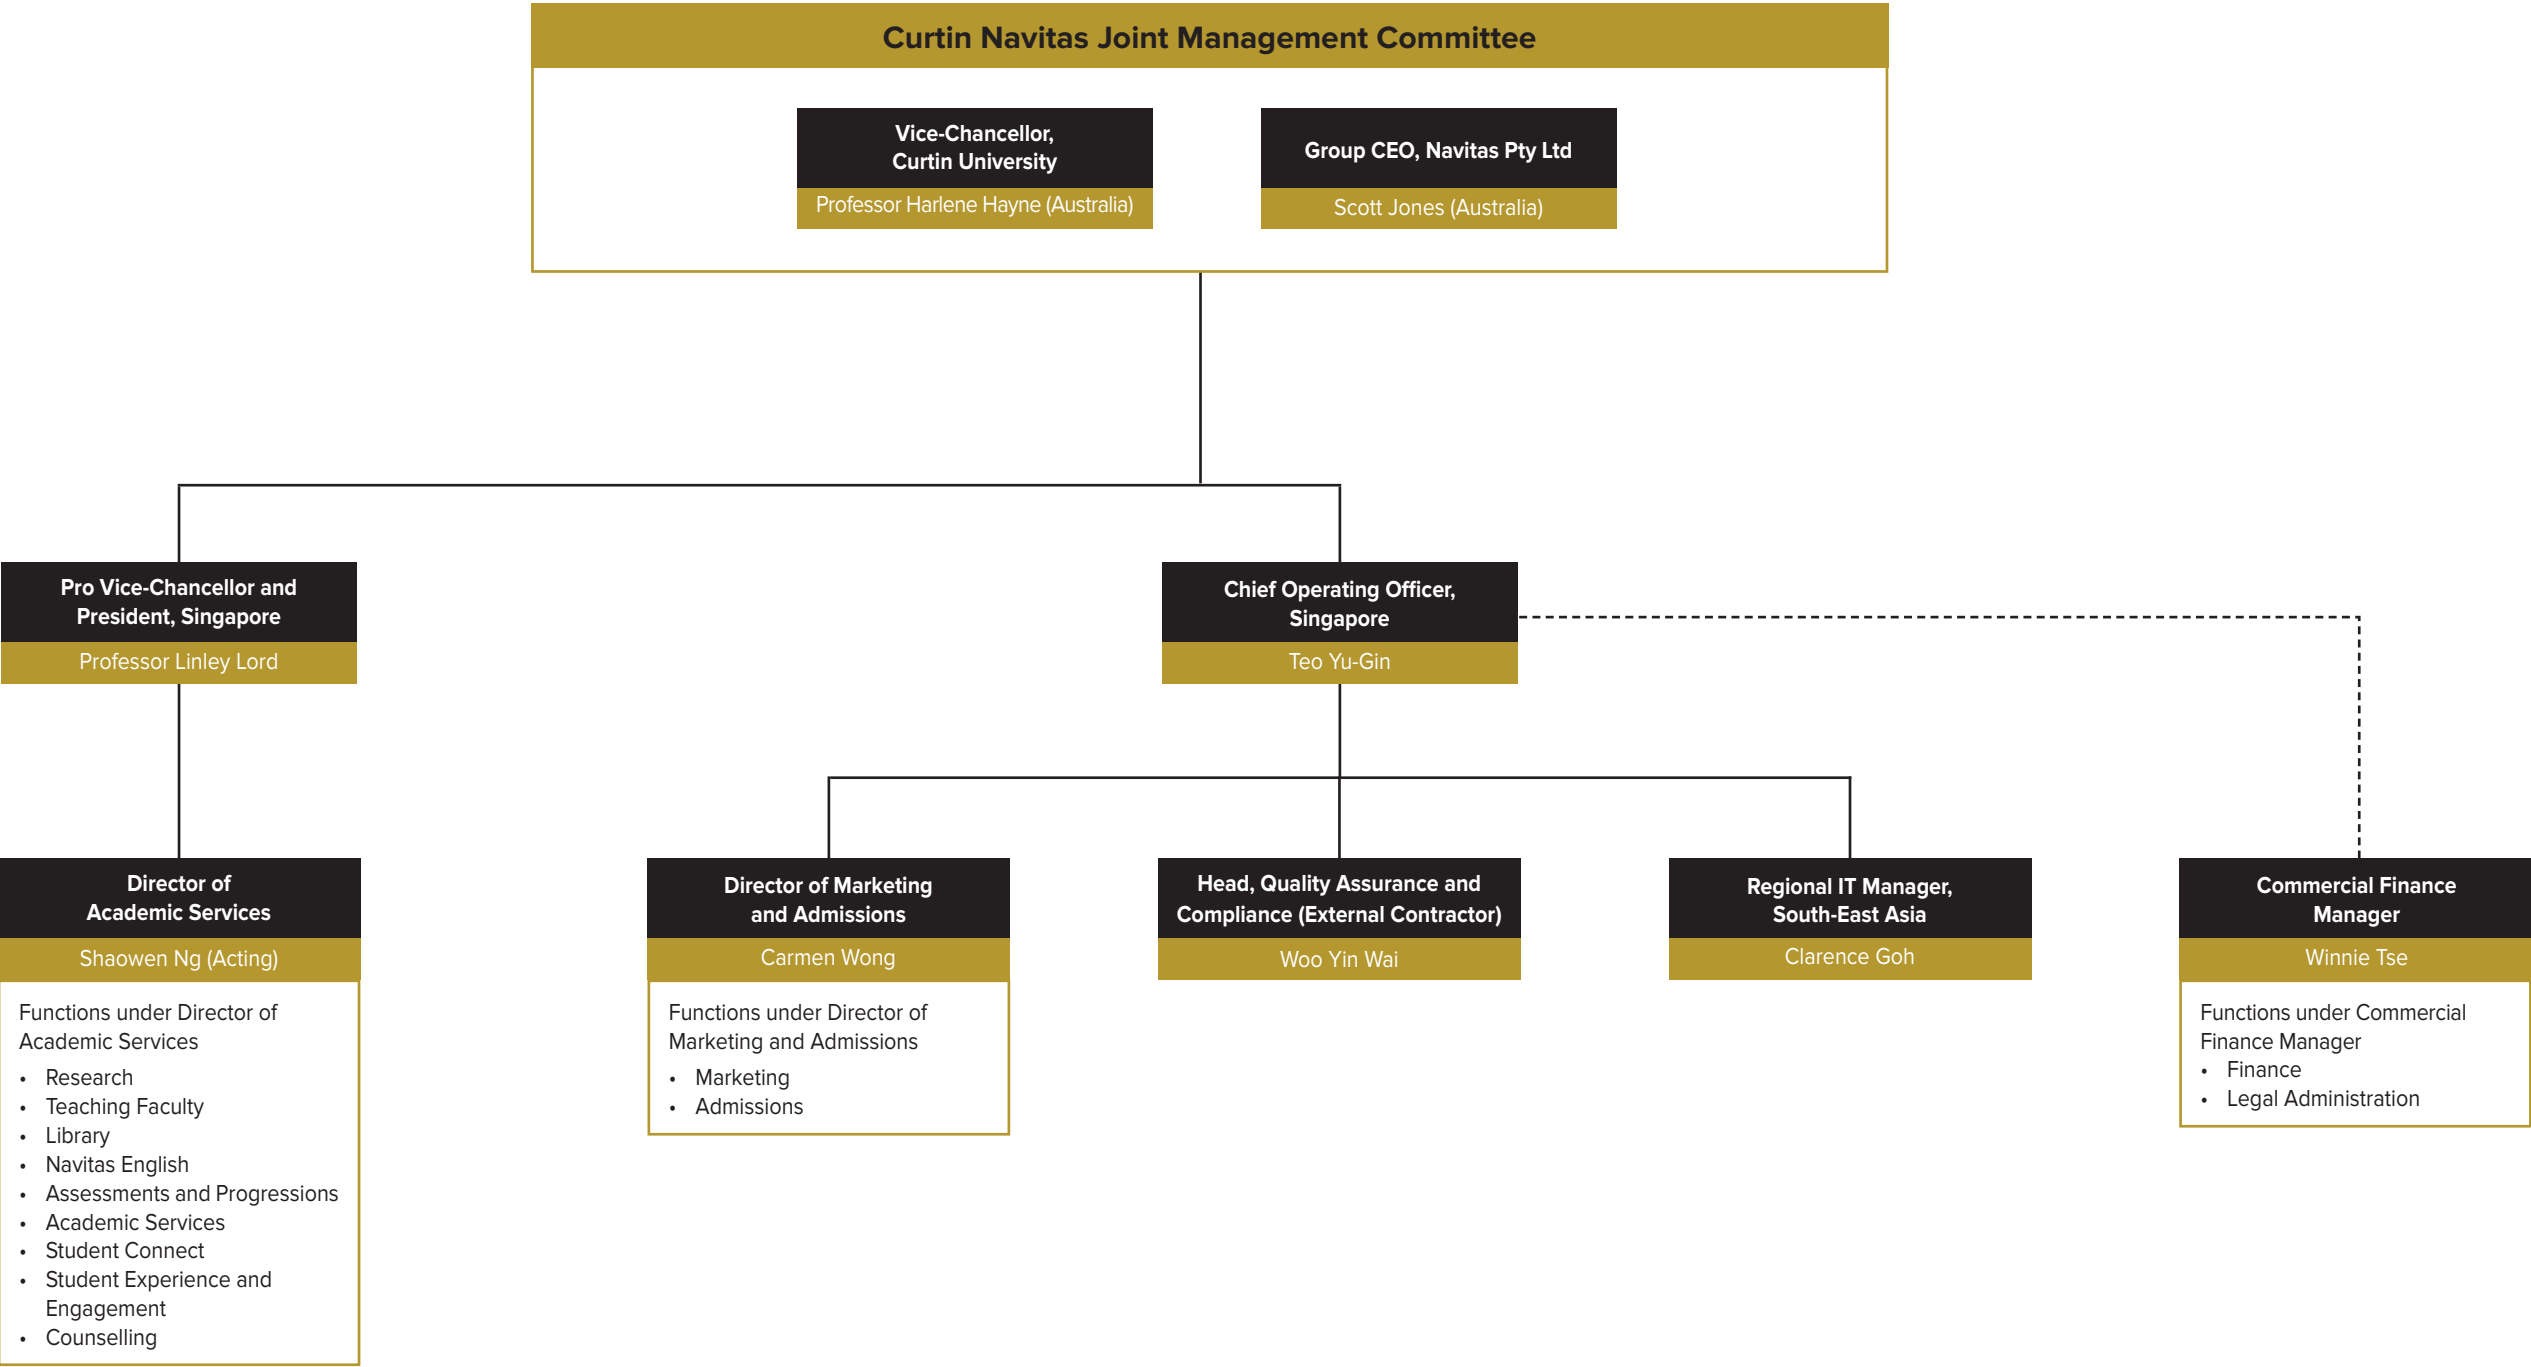 Curtin Navitas Joint Management Committee
Vice-Chancellor,
Curtin University
Professor Harlene Hayne (Australia)
Group CEO, Navitas Pty Ltd
Scott Jones (Australia)
Pro Vice-Chancellor and
President, Singapore
Professor Linley Lord
Chief Operating Officer,
Singapore
Teo Yu-Gin
Director of
Academic Services
Shaowen Ng (Acting)
Functions under Director of
Academic Services
• Research
• Teaching Faculty
• Library
• Navitas English
• Assessments and Progressions
• Academic Services
• Student Connect
• Student Experience and
Engagement
• Counselling
Director of Marketing
and Admissions
Carmen Wong
Functions under Director of
Marketing and Admissions
• Marketing
• Admissions
Head, Quality Assurance and
Compliance (External Contractor)
Woo Yin Wai
Regional IT Manager,
South-East Asia
Clarence Goh
Commercial Finance
Manager
Winnie Tse
Functions under Commercial
Finance Manager
• Finance
• Legal Administration